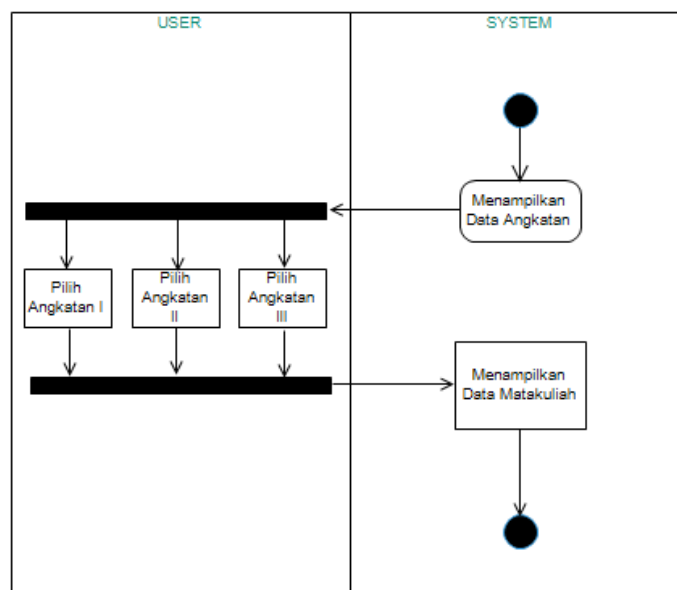 USER
SYSTEM
Menampilkan
Data Angkatan
Pilih
Angkatan I
Pilih
Angkatan
II
Pilih
Angkatan
III
Menampilkan
Data Matakuliah